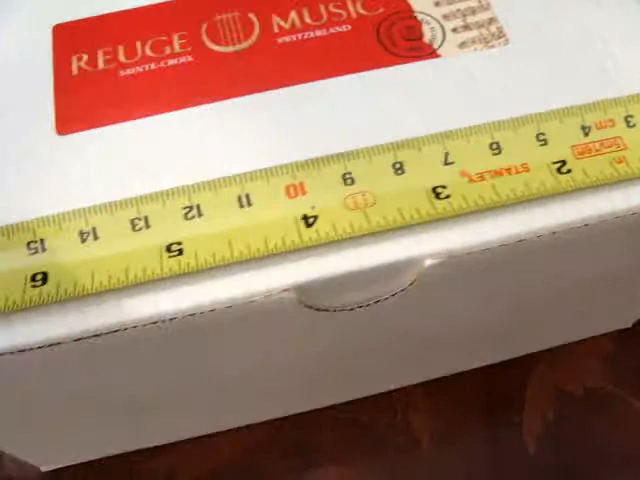 REUGE MUSIC
SAINTE-CROIX SWITZERLAND
15 14 13 12 11 10 9 8 7 6 5 4 cm 3
6 5 4 3 STANLEY 2 in